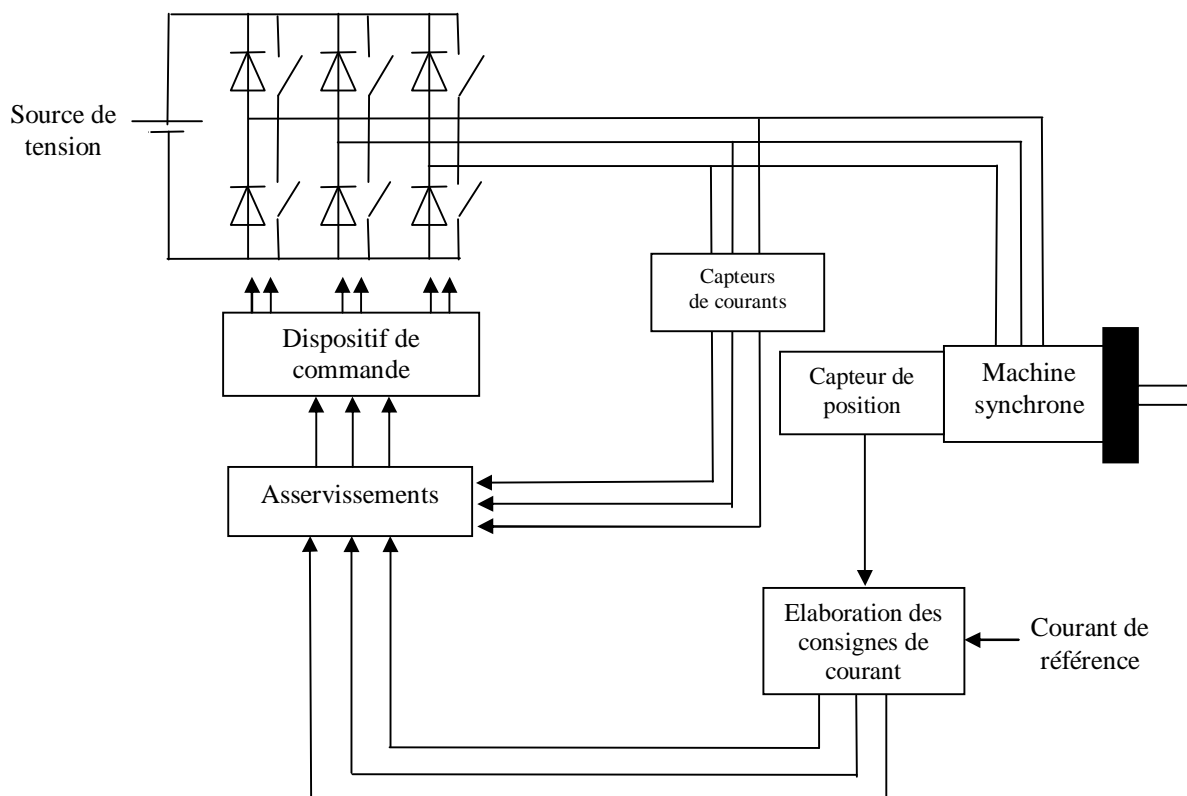 Source de
tension
Capteurs
de courants
Dispositif de
commande
Capteur de
position
Machine
synchrone
Asservissements
Elaboration des
consignes de
courant
Courant de
référence